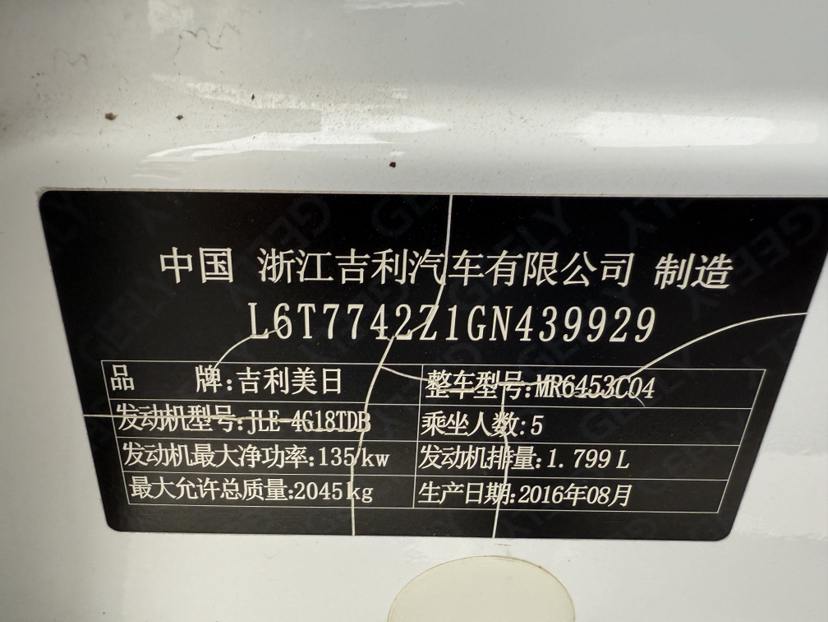 中国 浙江吉利汽车有限公司 制造
L6T7742Z1GN439929
品 牌:吉利美日 整车型号:MR6453C04
发动机型号:JLE-4G18TDB 乘坐人数:5
发动机最大净功率:135kw 发动机排量:1.799L
最大允许总质量:2045kg 生产日期:2016年08月